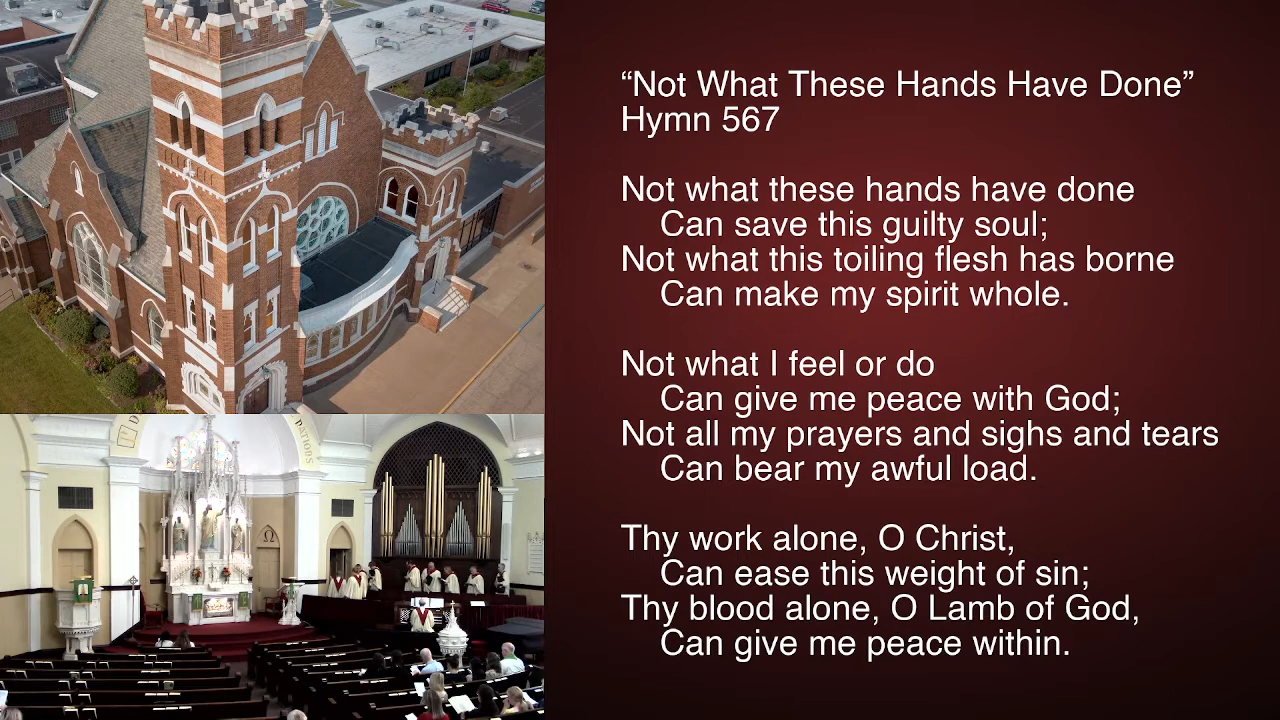 “Not What These Hands Have Done”
Hymn 567
Not what these hands have done
Can save this guilty soul;
Not what this toiling flesh has borne
Can make my spirit whole.
Not what I feel or do
Can give me peace with God;
Not all my prayers and sighs and tears
Can bear my awful load.
Thy work alone, O Christ,
Can ease this weight of sin;
Thy blood alone, O Lamb of God,
Can give me peace within.
Ω